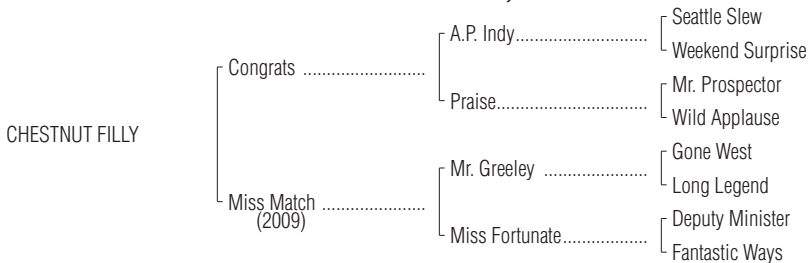 Seattle Slew
A.P. Indy..............................
Weekend Surprise
Congrats ...........................
Mr. Prospector
Praise..................................
Wild Applause
CHESTNUT FILLY
Gone West
Mr. Greeley .......................
Long Legend
Miss Match .......................
(2009)
Deputy Minister
Miss Fortunate...................
Fantastic Ways